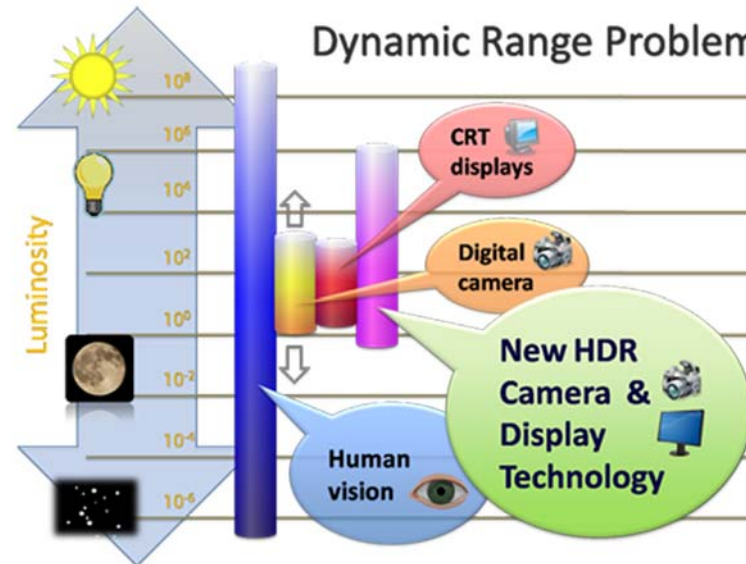 Dynamic Range Problem
Luminosity
10⁸
10⁶
10⁴
10²
10⁰
10⁻²
10⁻⁴
10⁻⁶
CRT
displays
Digital
camera
New HDR
Camera &
Display
Technology
Human
vision